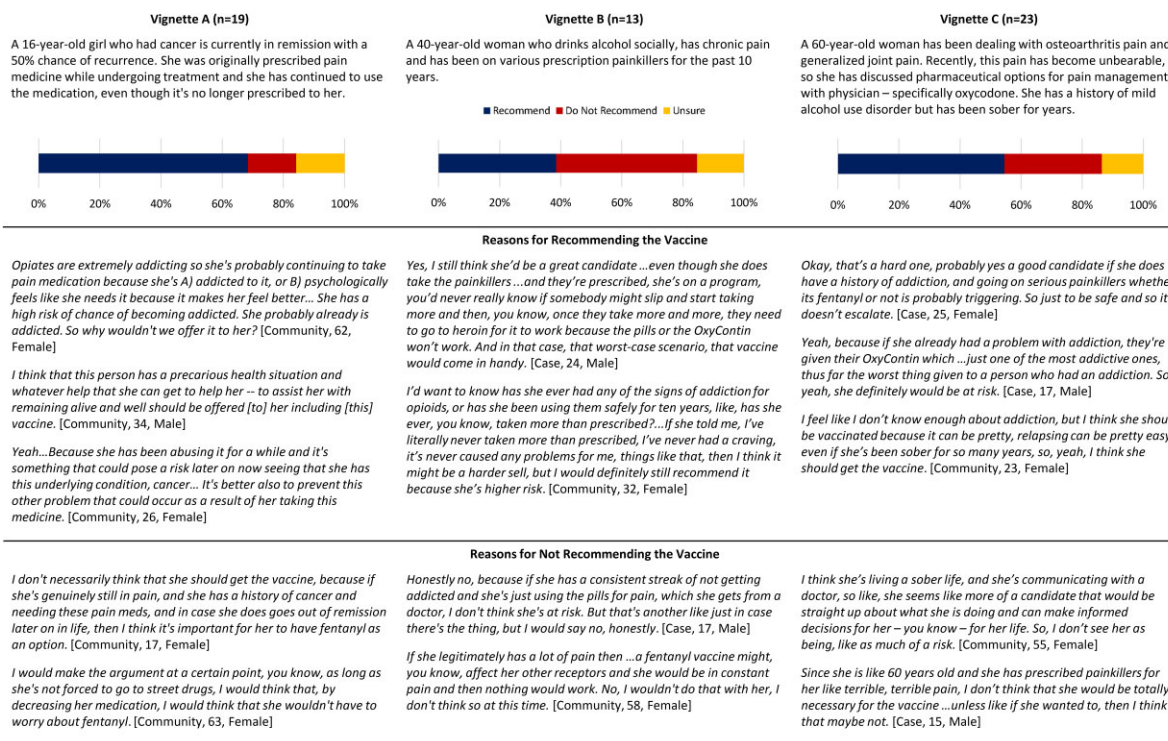 Vignette A (n=19)
A 16-year-old girl who had cancer is currently in remission with a
50% chance of recurrence. She was originally prescribed pain
medicine while undergoing treatment and she has continued to use
the medication, even though it's no longer prescribed to her.
0% 20% 40% 60% 80% 100%
Vignette B (n=13)
A 40-year-old woman who drinks alcohol socially, has chronic pain
and has been on various prescription painkillers for the past 10
years.
Recommend Do Not Recommend Unsure
0% 20% 40% 60% 80% 100%
Vignette C (n=23)
A 60-year-old woman has been dealing with osteoarthritis pain and
generalized joint pain. Recently, this pain has become unbearable,
so she has discussed pharmaceutical options for pain management
with physician – specifically oxycodone. She has a history of mild
alcohol use disorder but has been sober for years.
0% 20% 40% 60% 80% 100%
Reasons for Recommending the Vaccine
Opiates are extremely addicting so she's probably continuing to take
pain medication because she's A) addicted to it, or B) psychologically
feels like she needs it because it makes her feel better... She has a
high risk of chance of becoming addicted. She probably already is
addicted. So why wouldn't we offer it to her? [Community, 62,
Female]
I think that this person has a precarious health situation and
whatever help that she can get to help her -- to assist her with
remaining alive and well should be offered [to] her including [this]
vaccine. [Community, 34, Male]
Yeah...Because she has been abusing it for a while and it's
something that could pose a risk later on now seeing that she has
this underlying condition, cancer... It's better also to prevent this
other problem that could occur as a result of her taking this
medicine. [Community, 26, Female]
Yes, I still think she'd be a great candidate ...even though she does
take the painkillers ...and they're prescribed, she's on a program,
you'd never really know if somebody might slip and start taking
more and then, you know, once they take more and more, they need
to go to heroin for it to work because the pills or the OxyContin
won't work. And in that case, that worst-case scenario, that vaccine
would come in handy. [Case, 24, Male]
I'd want to know has she ever had any of the signs of addiction for
opioids, or has she been using them safely for ten years, like, has she
ever, you know, taken more than prescribed?...If she told me, I've
literally never taken more than prescribed, I've never had a craving,
it's never caused any problems for me, things like that, then I think it
might be a harder sell, but I would definitely still recommend it
because she's higher risk. [Community, 32, Female]
Okay, that's a hard one, probably yes a good candidate if she does
have a history of addiction, and going on serious painkillers whethe
its fentanyl or not is probably triggering. So just to be safe and so it
doesn't escalate. [Case, 25, Female]
Yeah, because if she already had a problem with addiction, they're
given their OxyContin which ...just one of the most addictive ones,
thus far the worst thing given to a person who had an addiction. So
yeah, she definitely would be at risk. [Case, 17, Male]
I feel like I don't know enough about addiction, but I think she shou
be vaccinated because it can be pretty, relapsing can be pretty easy
even if she's been sober for so many years, so, yeah, I think she
should get the vaccine. [Community, 23, Female]
Reasons for Not Recommending the Vaccine
I don't necessarily think that she should get the vaccine, because if
she's genuinely still in pain, and she has a history of cancer and
needing these pain meds, and in case she does goes out of remission
later on in life, then I think it's important for her to have fentanyl as
an option. [Community, 17, Female]
I would make the argument at a certain point, you know, as long as
she's not forced to go to street drugs, I would think that, by
decreasing her medication, I would think that she wouldn't have to
worry about fentanyl. [Community, 63, Female]
Honestly no, because if she has a consistent streak of not getting
addicted and she's just using the pills for pain, which she gets from a
doctor, I don't think she's at risk. But that's another like just in case
there's the thing, but I would say no, honestly. [Case, 17, Male]
If she legitimately has a lot of pain then ...a fentanyl vaccine might,
you know, affect her other receptors and she would be in constant
pain and then nothing would work. No, I wouldn't do that with her, I
don't think so at this time. [Community, 58, Female]
I think she's living a sober life, and she's communicating with a
doctor, so like, she seems like more of a candidate that would be
straight up about what she is doing and can make informed
decisions for her – you know – for her life. So, I don't see her as
being, like as much of a risk. [Community, 55, Female]
Since she is like 60 years old and she has prescribed painkillers for
her like terrible, terrible pain, I don't think that she would be totally
necessary for the vaccine ...unless like if she wanted to, then I think
that maybe not. [Case, 15, Male]